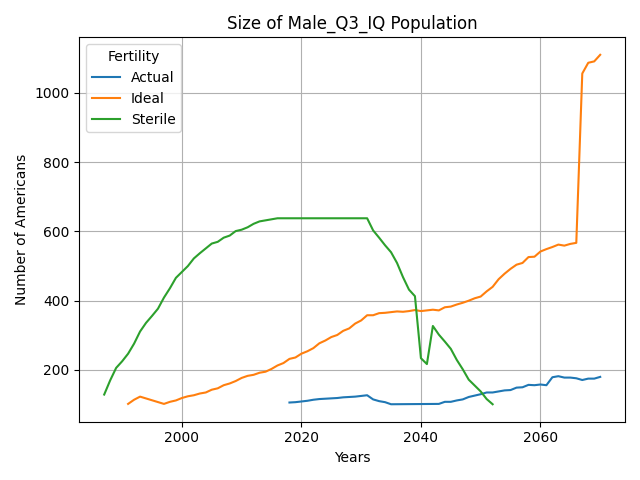 Size of Male_Q3_IQ Population
Fertility
Actual
Ideal
Sterile
Number of Americans
1000
800
600
400
200
2000
2020
2040
2060
Years